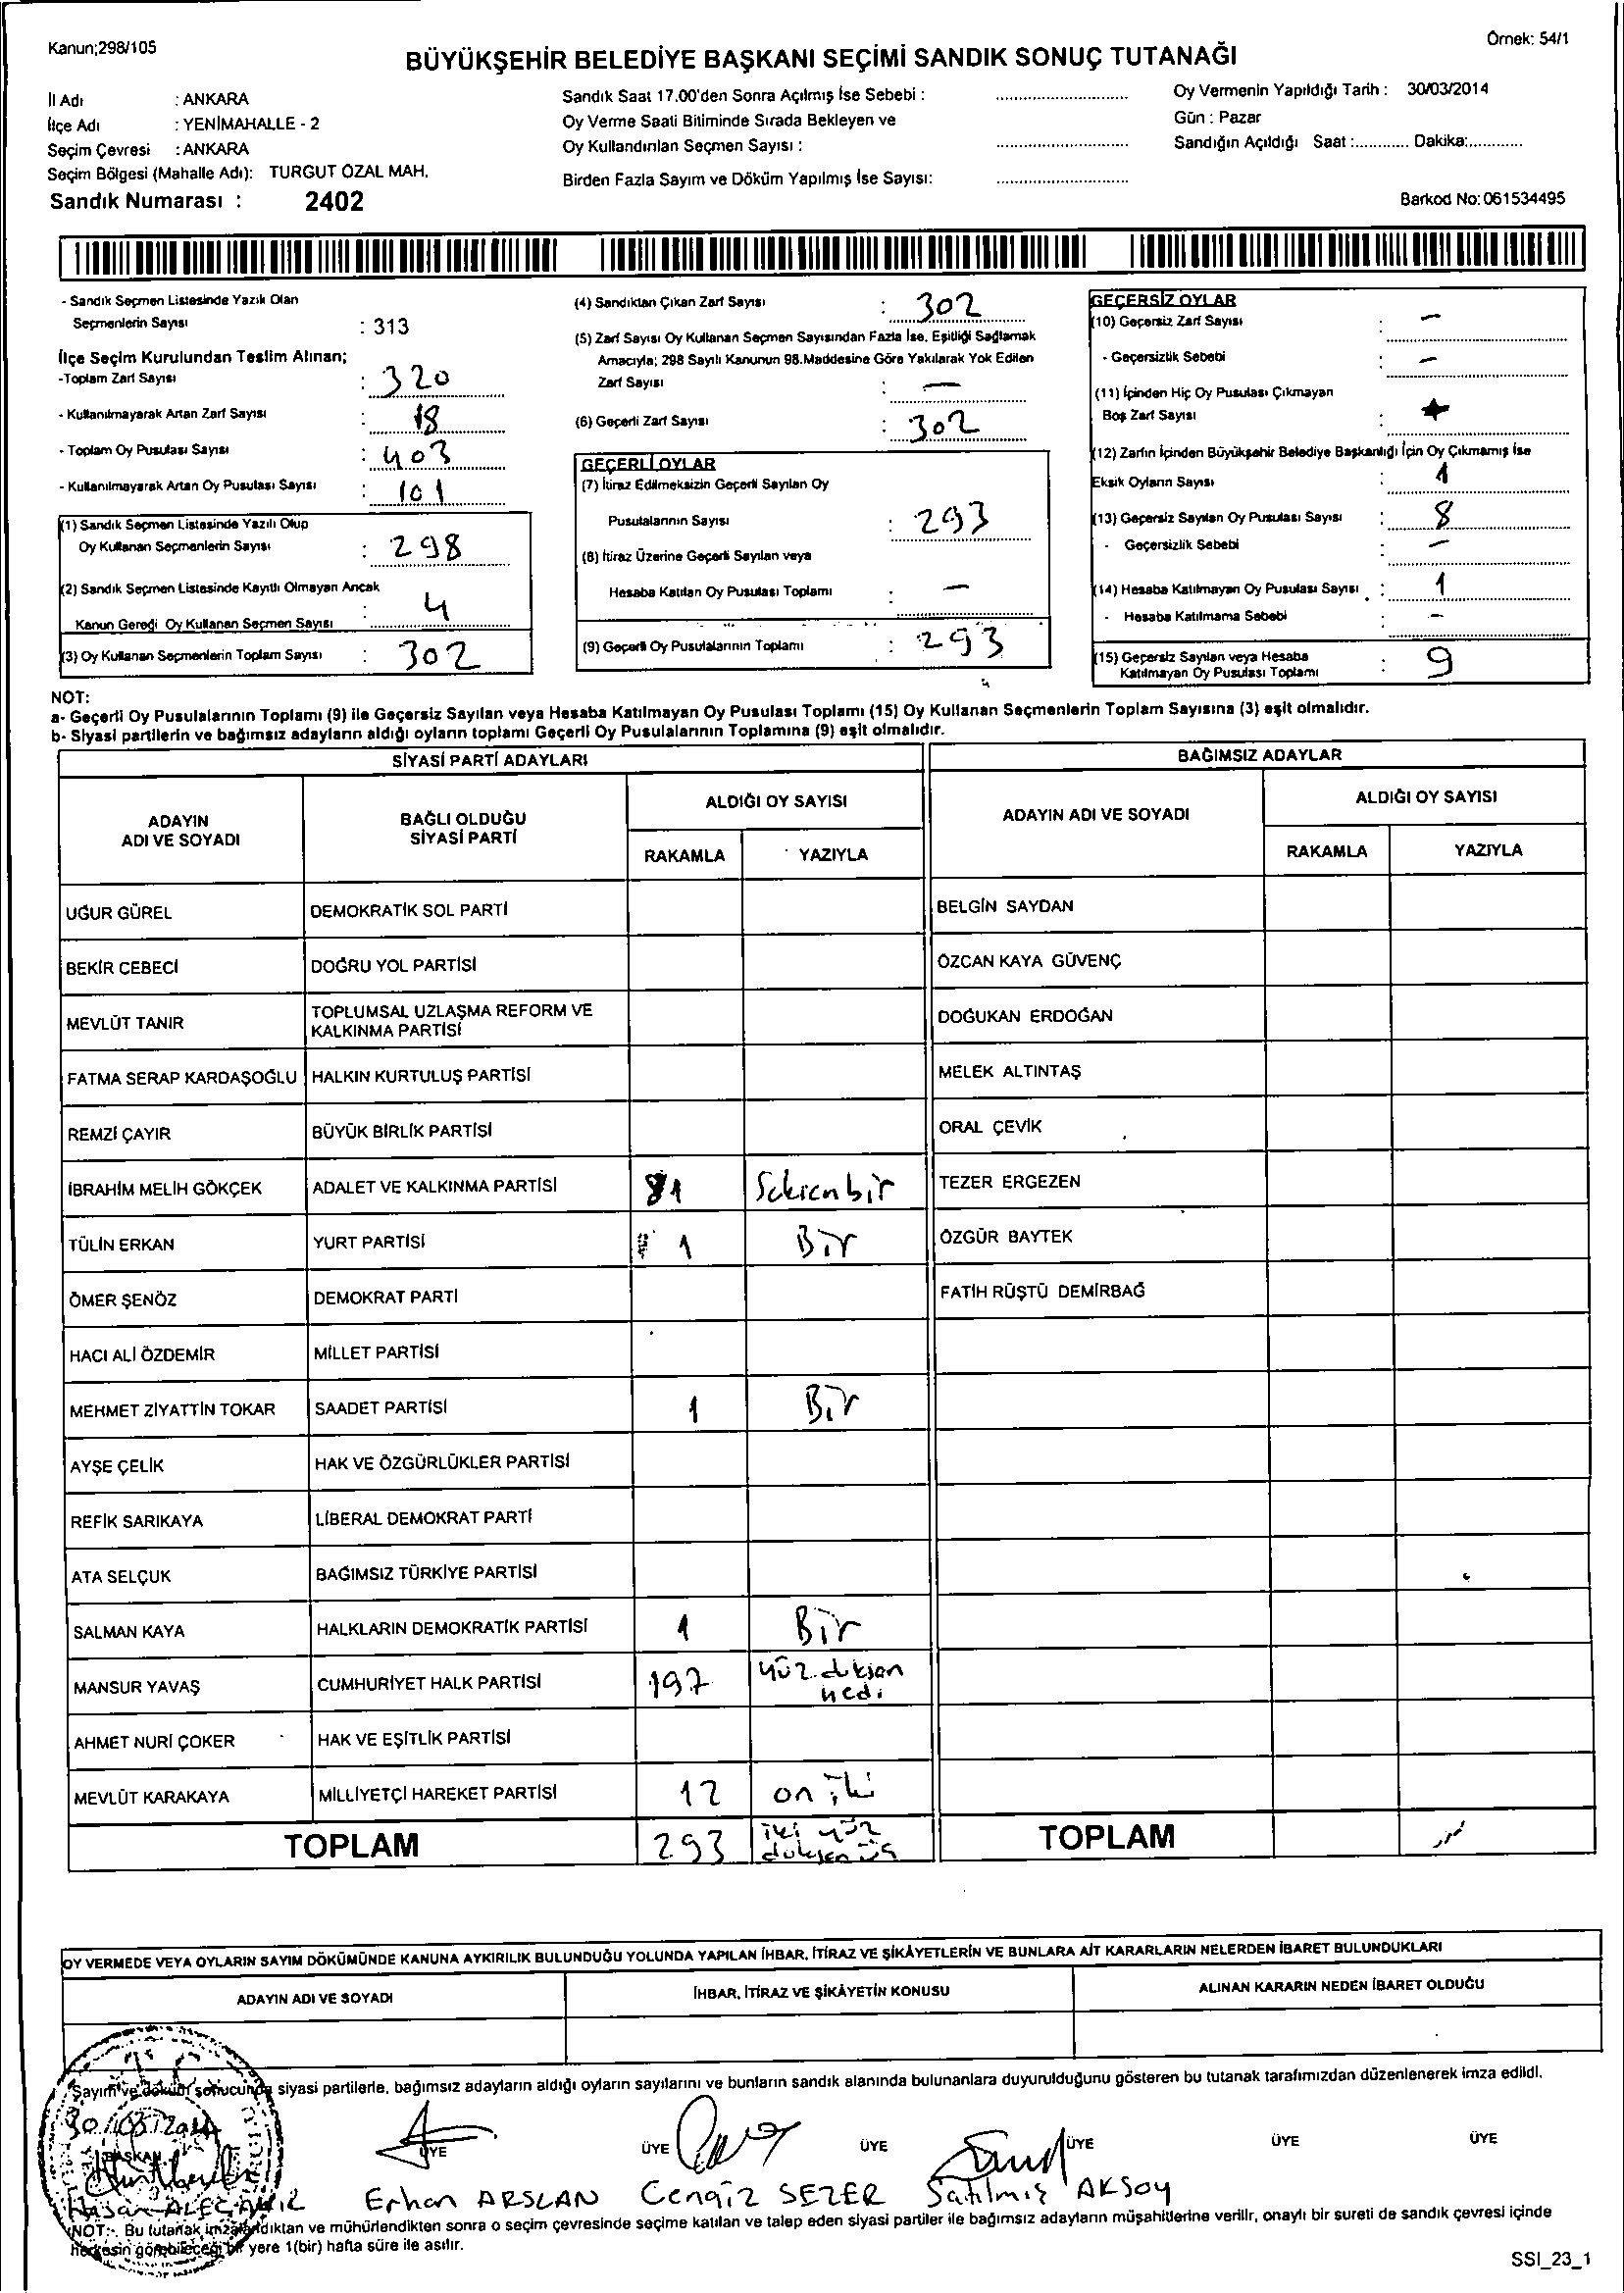 Kanun;298/105
Örnek: 54/1
BÜYÜKŞEHİR BELEDİYE BAŞKANI SEÇİMİ SANDIK SONUÇ TUTANAĞI
İl Adı : ANKARA
İlçe Adı : YENİMAHALLE - 2
Seçim Çevresi : ANKARA
Seçim Bölgesi (Mahalle Adı): TURGUT ÖZAL MAH.
Sandık Numarası : 2402
Sandık Saat 17.00'den Sonra Açılmış İse Sebebi :
Oy Verme Saati Bitiminde Sırada Bekleyen ve
Oy Kullandırılan Seçmen Sayısı :
Birden Fazla Sayım ve Döküm Yapılmış İse Sayısı:
Oy Vermenin Yapıldığı Tarih : 30/03/2014
Gün : Pazar
Sandığın Açıldığı Saat :............ Dakika:............
Barkod No:061534495
- Sandık Seçmen Listesinde Yazılı Olan
Seçmenlerin Sayısı : 313
İlçe Seçim Kurulundan Teslim Alınan;
-Toplam Zarf Sayısı : 320
- Kullanılmayarak Artan Zarf Sayısı : 18
- Toplam Oy Pusulası Sayısı : 403
- Kullanılmayarak Artan Oy Pusulası Sayısı : 101
(1) Sandık Seçmen Listesinde Yazılı Olup
Oy Kullanan Seçmenlerin Sayısı : 298
(2) Sandık Seçmen Listesinde Kayıtlı Olmayan Ancak
Kanun Gereği Oy Kullanan Seçmen Sayısı : 4
(3) Oy Kullanan Seçmenlerin Toplam Sayısı : 302
(4) Sandıktan Çıkan Zarf Sayısı : 302
(5) Zarf Sayısı Oy Kullanan Seçmen Sayısından Fazla İse, Eşitliği Sağlamak
Amacıyla; 298 Sayılı Kanunun 98.Maddesine Göre Yakılarak Yok Edilen
Zarf Sayısı : -
(6) Geçerli Zarf Sayısı : 302
GEÇERLİ OYLAR
(7) İtiraz Edilmeksizin Geçerli Sayılan Oy
Pusulalarının Sayısı : 293
(8) İtiraz Üzerine Geçerli Sayılan veya
Hesaba Katılan Oy Pusulası Toplamı : -
(9) Geçerli Oy Pusulalarının Toplamı : 293
GEÇERSİZ OYLAR
(10) Geçersiz Zarf Sayısı : -
- Geçersizlik Sebebi : -
(11) İçinden Hiç Oy Pusulası Çıkmayan
Boş Zarf Sayısı :
(12) Zarfın İçinden Büyükşehir Belediye Başkanlığı İçin Oy Çıkmamış İse
Eksik Oyların Sayısı : 1
(13) Geçersiz Sayılan Oy Pusulası Sayısı : 8
- Geçersizlik Sebebi : -
(14) Hesaba Katılmayan Oy Pusulası Sayısı : 1
- Hesaba Katılmama Sebebi : -
(15) Geçersiz Sayılan veya Hesaba
Katılmayan Oy Pusulası Toplamı : 9
NOT:
a- Geçerli Oy Pusulalarının Toplamı (9) ile Geçersiz Sayılan veya Hesaba Katılmayan Oy Pusulası Toplamı (15) Oy Kullanan Seçmenlerin Toplam Sayısına (3) eşit olmalıdır.
b- Siyasi partilerin ve bağımsız adayların aldığı oyların toplamı Geçerli Oy Pusulalarının Toplamına (9) eşit olmalıdır.
SİYASİ PARTİ ADAYLARI
ADAYIN
ADI VE SOYADI
BAĞLI OLDUĞU
SİYASİ PARTİ
ALDIĞI OY SAYISI
RAKAMLA YAZIYLA
UĞUR GÜREL DEMOKRATİK SOL PARTİ
BEKİR CEBECİ DOĞRU YOL PARTİSİ
MEVLÜT TANIR TOPLUMSAL UZLAŞMA REFORM VE
KALKINMA PARTİSİ
FATMA SERAP KARDAŞOĞLU HALKIN KURTULUŞ PARTİSİ
REMZİ ÇAYIR BÜYÜK BİRLİK PARTİSİ
İBRAHİM MELİH GÖKÇEK ADALET VE KALKINMA PARTİSİ 81 Seksenbir
TÜLİN ERKAN YURT PARTİSİ 1 Bir
ÖMER ŞENÖZ DEMOKRAT PARTİ
HACI ALİ ÖZDEMİR MİLLET PARTİSİ
MEHMET ZİYATTİN TOKAR SAADET PARTİSİ 1 Bir
AYŞE ÇELİK HAK VE ÖZGÜRLÜKLER PARTİSİ
REFİK SARIKAYA LİBERAL DEMOKRAT PARTİ
ATA SELÇUK BAĞIMSIZ TÜRKİYE PARTİSİ
SALMAN KAYA HALKLARIN DEMOKRATİK PARTİSİ 1 Bir
MANSUR YAVAŞ CUMHURİYET HALK PARTİSİ 197 yüz doksan
yedi
AHMET NURİ ÇOKER HAK VE EŞİTLİK PARTİSİ
MEVLÜT KARAKAYA MİLLİYETÇİ HAREKET PARTİSİ 12 on iki
TOPLAM 293 iki yüz
doksan üç
BAĞIMSIZ ADAYLAR
ADAYIN ADI VE SOYADI
ALDIĞI OY SAYISI
RAKAMLA YAZIYLA
BELGİN SAYDAN
ÖZCAN KAYA GÜVENÇ
DOĞUKAN ERDOĞAN
MELEK ALTINTAŞ
ORAL ÇEVİK
TEZER ERGEZEN
ÖZGÜR BAYTEK
FATİH RÜŞTÜ DEMİRBAĞ
TOPLAM
OY VERMEDE VEYA OYLARIN SAYIM DÖKÜMÜNDE KANUNA AYKIRILIK BULUNDUĞU YOLUNDA YAPILAN İHBAR, İTİRAZ VE ŞİKÂYETLERİN VE BUNLARA AİT KARARLARIN NELERDEN İBARET BULUNDUKLARI
ADAYIN ADI VE SOYADI
İHBAR, İTİRAZ VE ŞİKÂYETİN KONUSU
ALINAN KARARIN NEDEN İBARET OLDUĞU
Sayım ve döküm sonucunda siyasi partilerle, bağımsız adayların aldığı oyların sayılarını ve bunların sandık alanında bulunanlara duyurulduğunu gösteren bu tutanak tarafımızdan düzenlenerek imza edildi.
30/03/2014
BAŞKAN ÜYE ÜYE ÜYE ÜYE ÜYE ÜYE
Hasan Erhan ARSLAN Cengiz SEZER Satılmış AKSOY
NOT:- Bu tutanak imzalandıktan ve mühürlendikten sonra o seçim çevresinde seçime katılan ve talep eden siyasi partiler ile bağımsız adayların müşahitlerine verilir, onaylı bir sureti de sandık çevresi içinde
herkesin görebileceği bir yere 1(bir) hafta süre ile asılır.
SSI_23_1